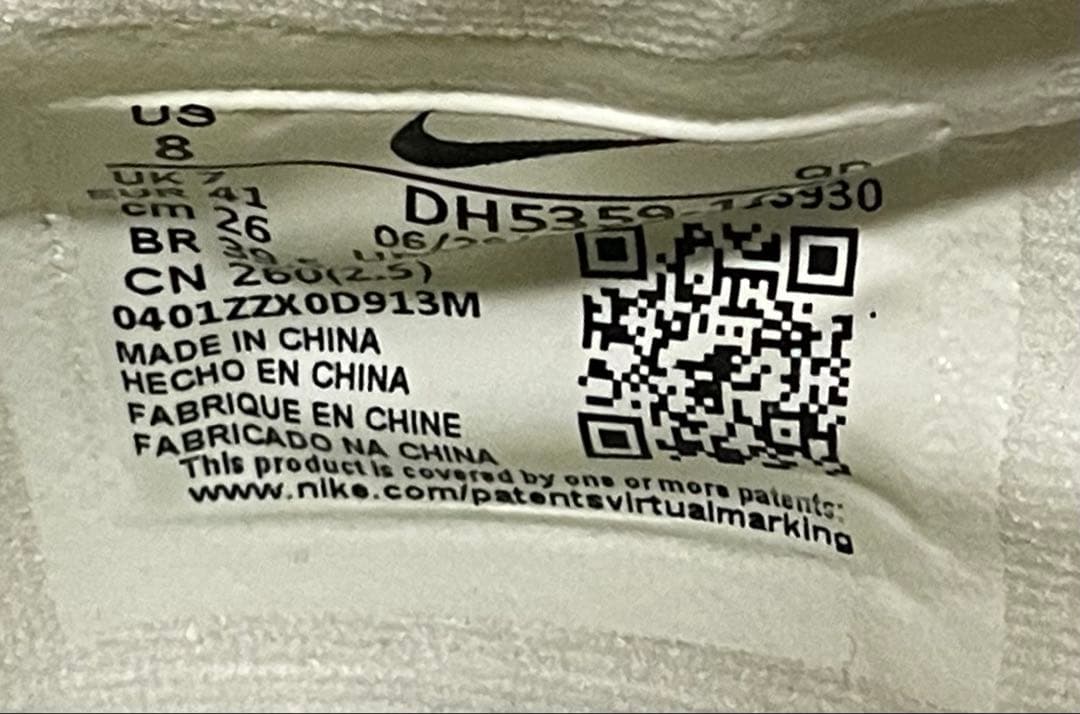 US
8
UK 7
EUR 41
cm 26
BR 39
CN 260(2.5)
0401ZZX0D913M
MADE IN CHINA
HECHO EN CHINA
FABRIQUE EN CHINE
FABRICADO NA CHINA
This product is covered by one or more patents:
www.nike.com/patentsvirtualmarking